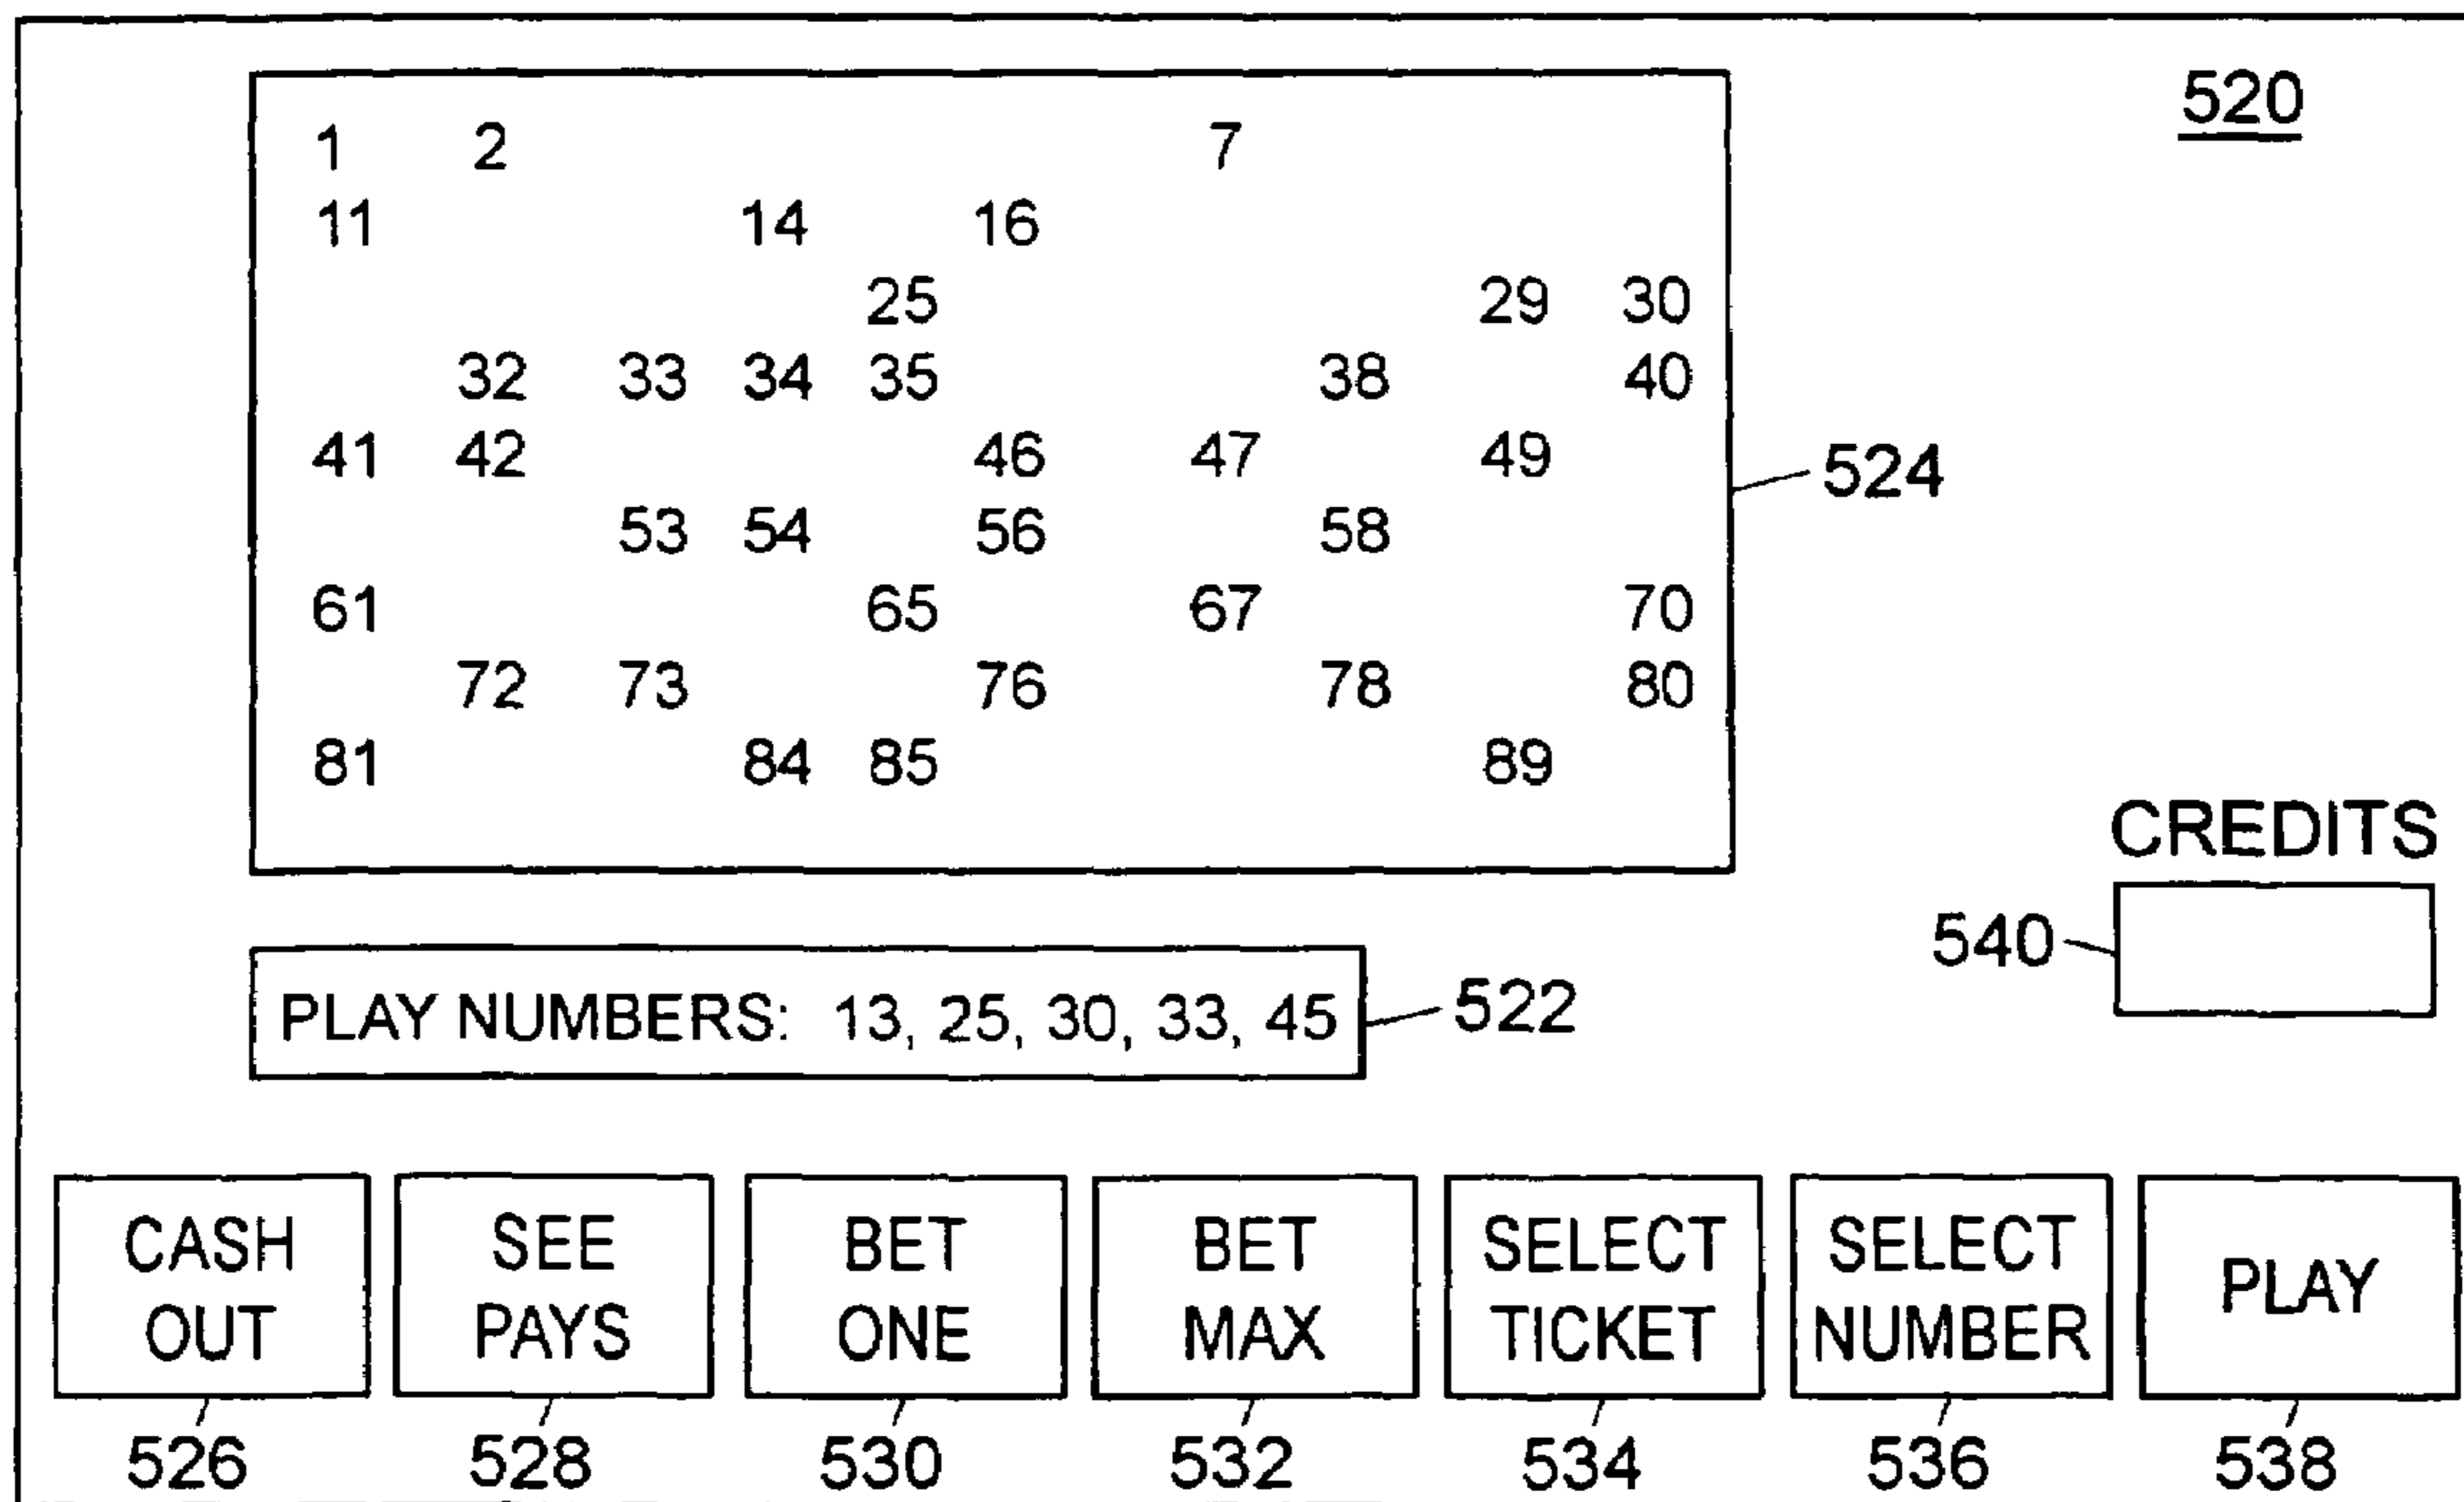 520
1 2 7
11 14 16
25 29 30
32 33 34 35 38 40
41 42 46 47 49
524
53 54 56 58
61 65 67 70
72 73 76 78 80
81 84 85 89
CREDITS
540
PLAY NUMBERS: 13, 25, 30, 33, 45
522
CASH OUT
SEE PAYS
BET ONE
BET MAX
SELECT TICKET
SELECT NUMBER
PLAY
526 528 530 532 534 536 538